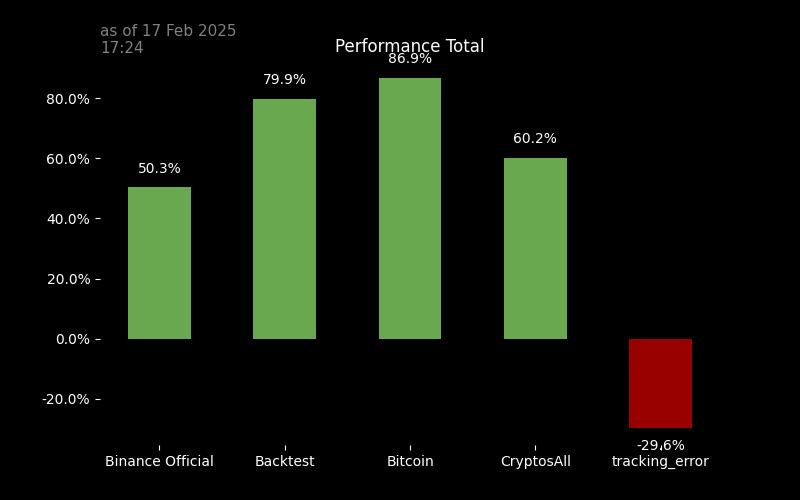 as of 17 Feb 2025
17:24
Performance Total
86.9%
79.9%
60.2%
50.3%
-29.6%
80.0%
60.0%
40.0%
20.0%
0.0%
-20.0%
Binance Official
Backtest
Bitcoin
CryptosAll
tracking_error